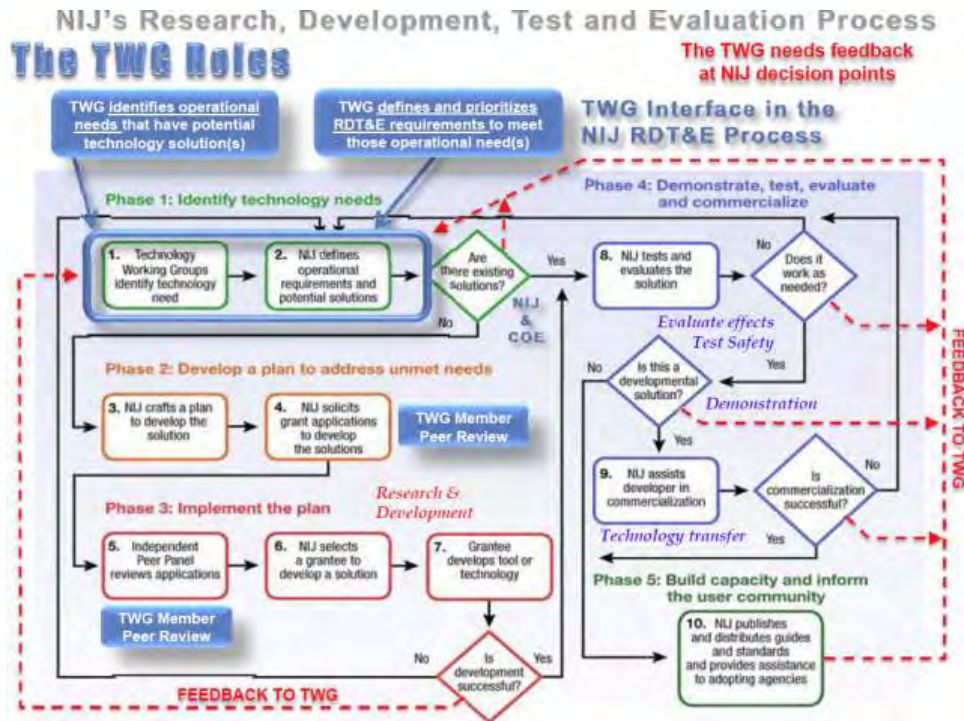 NIJ's Research, Development, Test and Evaluation Process
The TWG Roles
The TWG needs feedback
at NIJ decision points
TWG identifies operational
needs that have potential
technology solution(s)
TWG defines and prioritizes
RDT&E requirements to meet
those operational need(s)
TWG Interface in the
NIJ RDT&E Process
Phase 1: Identify technology needs
1. Technology
Working Groups
identify technology
need
2. NIJ defines
operational
requirements and
potential solutions
Are
there existing
solutions?
Yes
No
NIJ
&
COE
Phase 4: Demonstrate, test, evaluate
and commercialize
8. NIJ tests and
evaluates the
solution
No
Does it
work as
needed?
Evaluate effects
Test Safety
Yes
No
Is this a
developmental
solution?
Demonstration
Yes
9. NIJ assists
developer in
commercialization
Is
commercialization
successful?
No
Technology transfer
Yes
Phase 2: Develop a plan to address unmet needs
3. NIJ crafts a plan
to develop the
solution
4. NIJ solicits
grant applications
to develop
the solutions
TWG Member
Peer Review
Research &
Development
Phase 3: Implement the plan
5. Independent
Peer Panel
reviews applications
6. NIJ selects
a grantee to
develop a solution
7. Grantee
develops tool or
technology
TWG Member
Peer Review
No
Is
development
successful?
Yes
FEEDBACK TO TWG
Phase 5: Build capacity and inform
the user community
10. NIJ publishes
and distributes guides
and standards
and provides assistance
to adopting agencies
FEEDBACK TO TWG